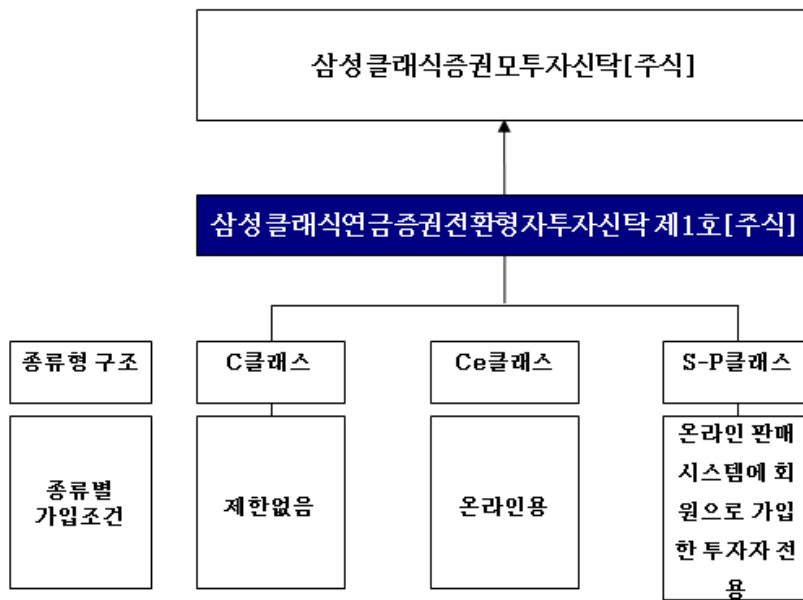 삼성클래식증권모투자신탁[주식]
삼성클래식연금증권전환형자투자신탁 제1호[주식]
종류형 구조
C클래스
Ce클래스
S-P클래스
종류별
가입조건
제한없음
온라인용
온라인 판매
시스템에 회
원으로 가입
한 투자자 전
용